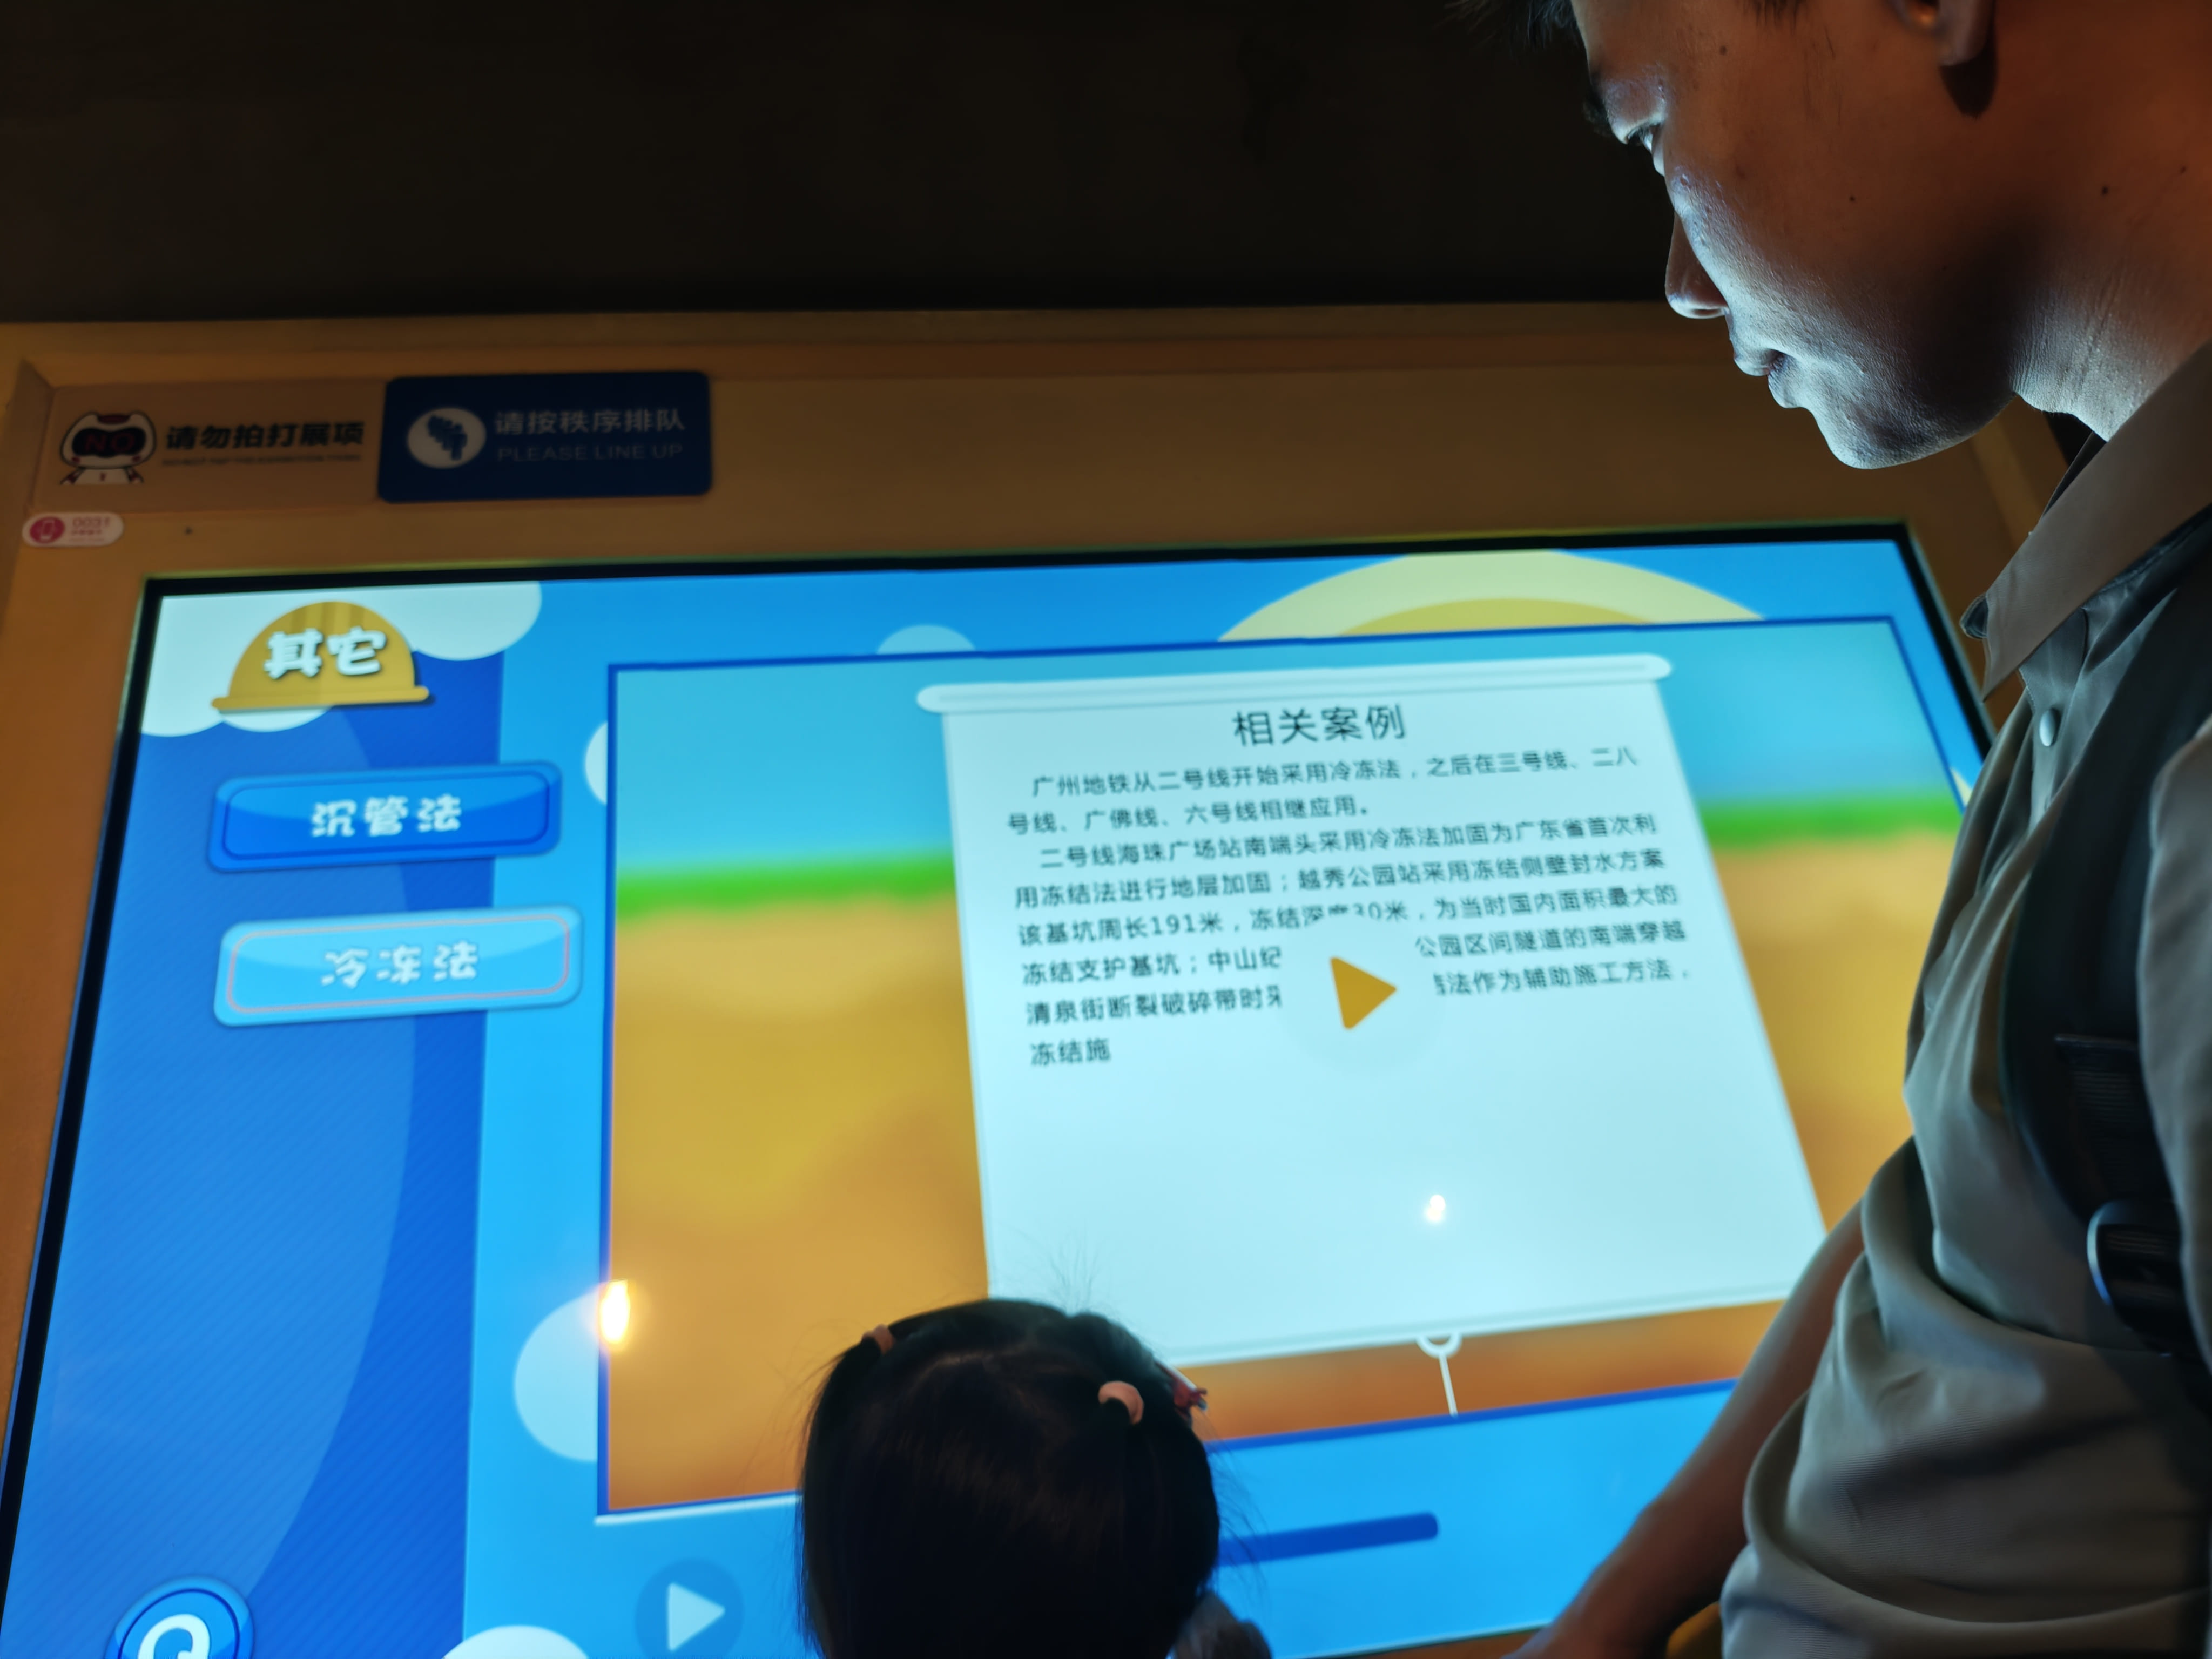 NO
请勿拍打展项
请按秩序排队
PLEASE LINE UP
0031
其它
沉管法
冷冻法
相关案例
广州地铁从二号线开始采用冷冻法，之后在三号线、二八
号线、广佛线、六号线相继应用。
二号线海珠广场站南端头采用冷冻法加固为广东省首次利
用冻结法进行地层加固；越秀公园站采用冻结侧壁封水方案
该基坑周长191米，冻结深度30米，为当时国内面积最大的
冻结支护基坑；中山纪 公园区间隧道的南端穿越
清泉街断裂破碎带时采 结法作为辅助施工方法，
冻结施